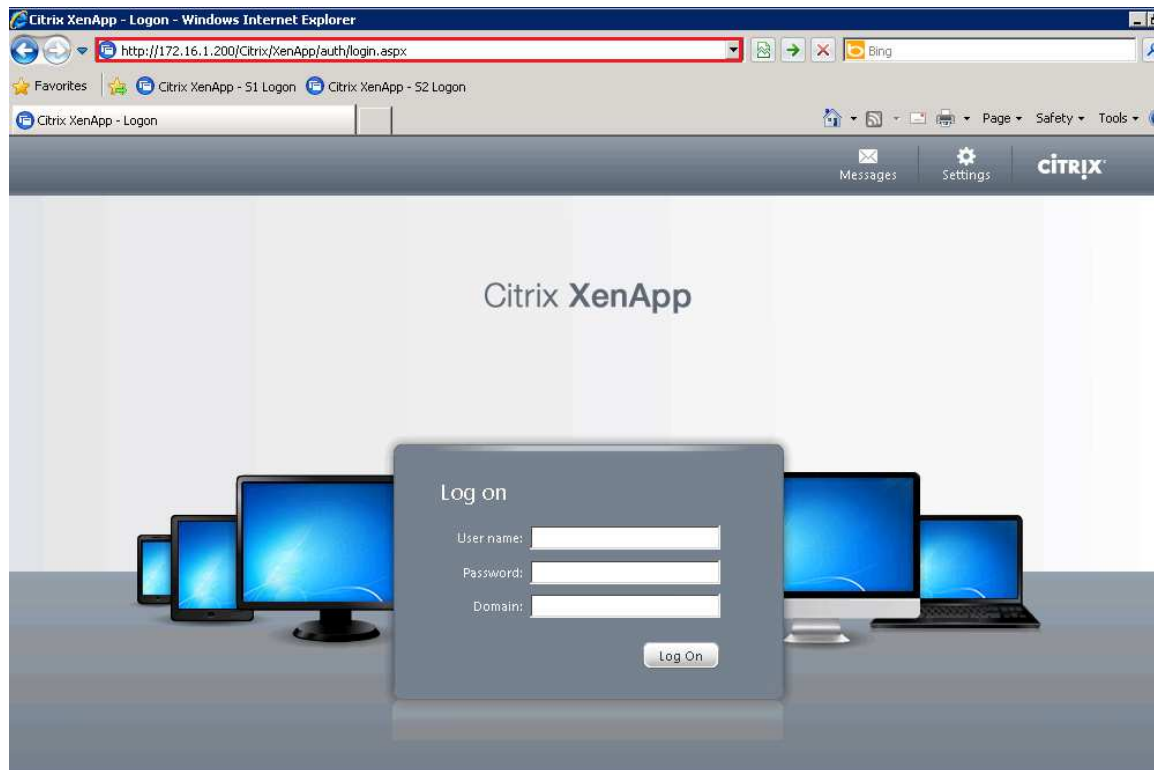 Citrix XenApp - Logon - Windows Internet Explorer
http://172.16.1.200/Citrix/XenApp/auth/login.aspx
Bing
Favorites
Citrix XenApp - S1 Logon
Citrix XenApp - S2 Logon
Citrix XenApp - Logon
Page
Safety
Tools
Messages
Settings
CITRIX
Citrix XenApp
Log on
User name:
Password:
Domain:
Log On